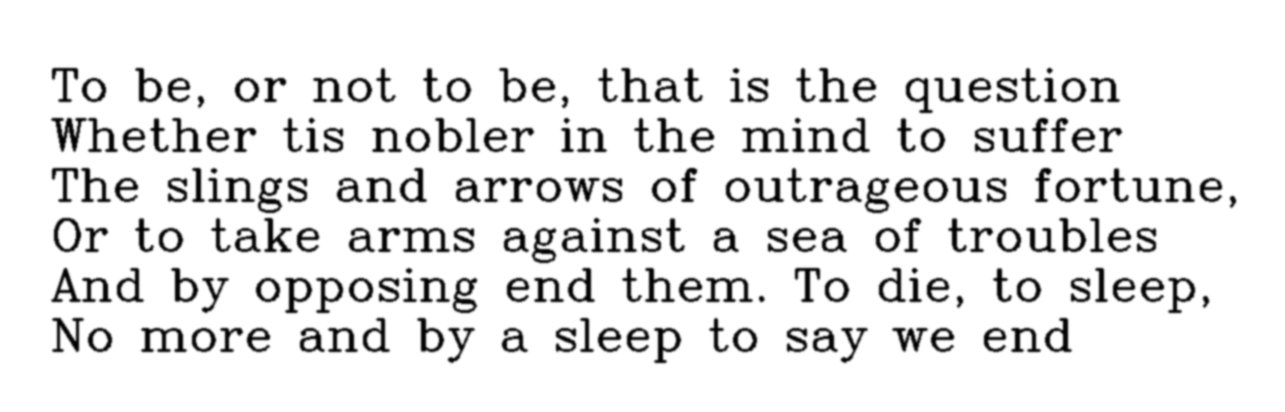 To be, or not to be, that is the question
Whether tis nobler in the mind to suffer
The slings and arrows of outrageous fortune,
Or to take arms against a sea of troubles
And by opposing end them. To die, to sleep,
No more and by a sleep to say we end